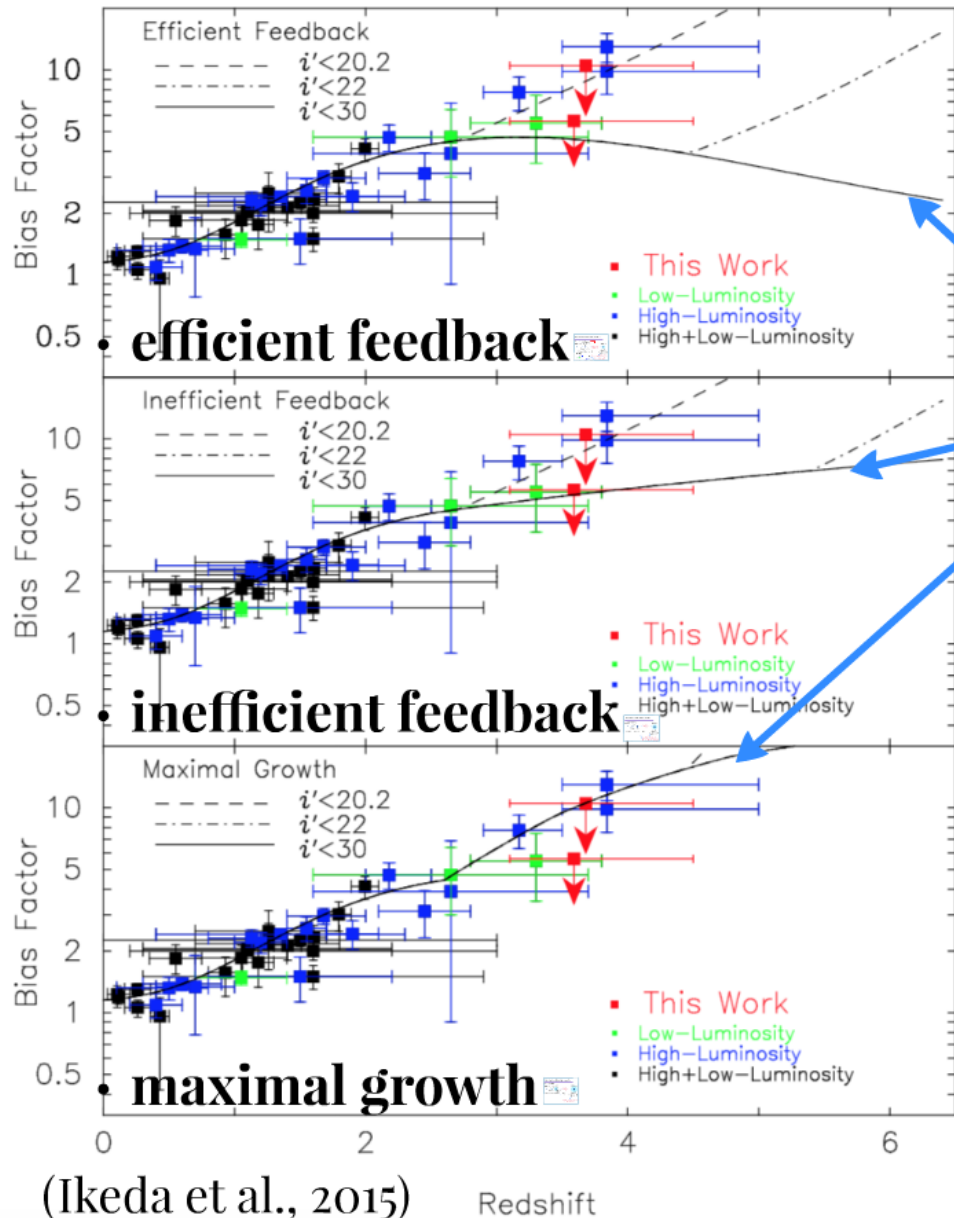 Efficient Feedback
i'<20.2
i'<22
i'<30
10
5
2
1
0.5
Bias Factor
This Work
Low-Luminosity
High-Luminosity
High+Low-Luminosity
• efficient feedback
Inefficient Feedback
i'<20.2
i'<22
i'<30
10
5
2
1
0.5
Bias Factor
This Work
Low-Luminosity
High-Luminosity
High+Low-Luminosity
• inefficient feedback
Maximal Growth
i'<20.2
i'<22
i'<30
10
5
2
1
0.5
Bias Factor
This Work
Low-Luminosity
High-Luminosity
High+Low-Luminosity
• maximal growth
0 2 4 6
(Ikeda et al., 2015) Redshift